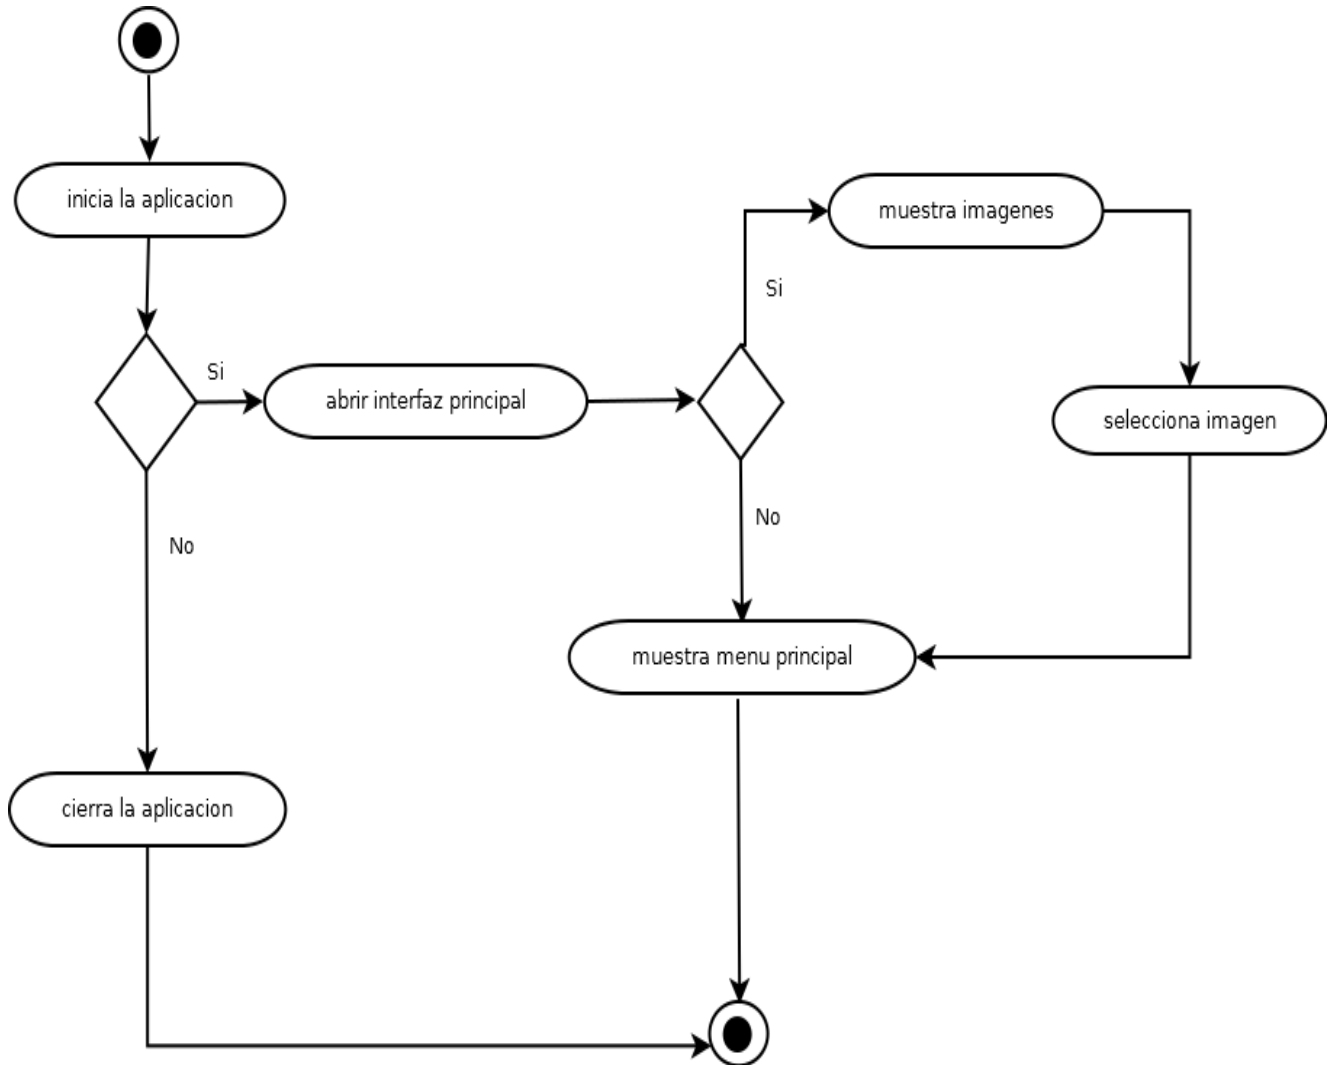 inicia la aplicacion
muestra imagenes
Si
Si
abrir interfaz principal
selecciona imagen
No
No
muestra menu principal
cierra la aplicacion